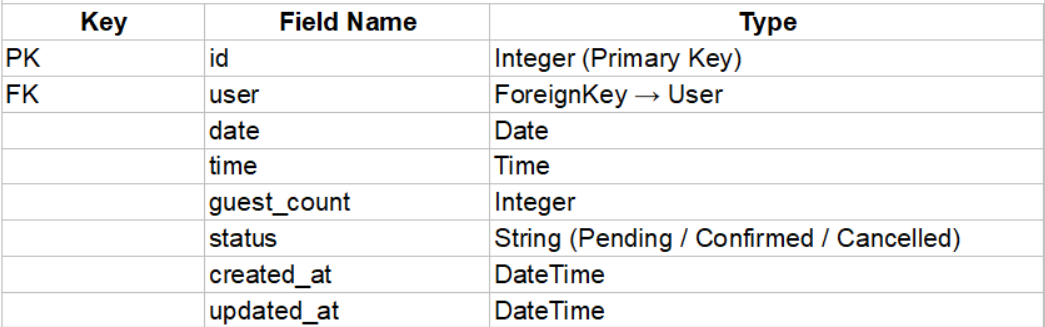 Key Field Name Type
PK id Integer (Primary Key)
FK user ForeignKey → User
date Date
time Time
guest_count Integer
status String (Pending / Confirmed / Cancelled)
created_at DateTime
updated_at DateTime